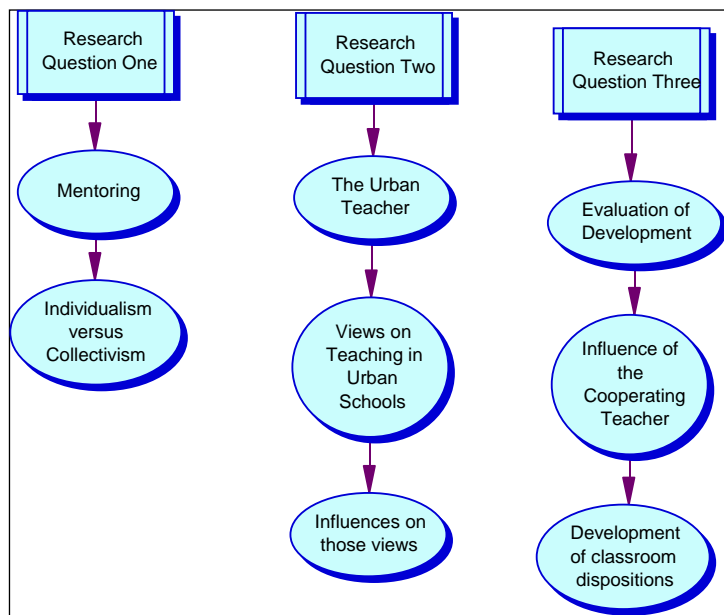 Research
Question One
Mentoring
Individualism
versus
Collectivism
Research
Question Two
The Urban
Teacher
Views on
Teaching in
Urban
Schools
Influences on
those views
Research
Question Three
Evaluation of
Development
Influence of
the
Cooperating
Teacher
Development
of classroom
dispositions